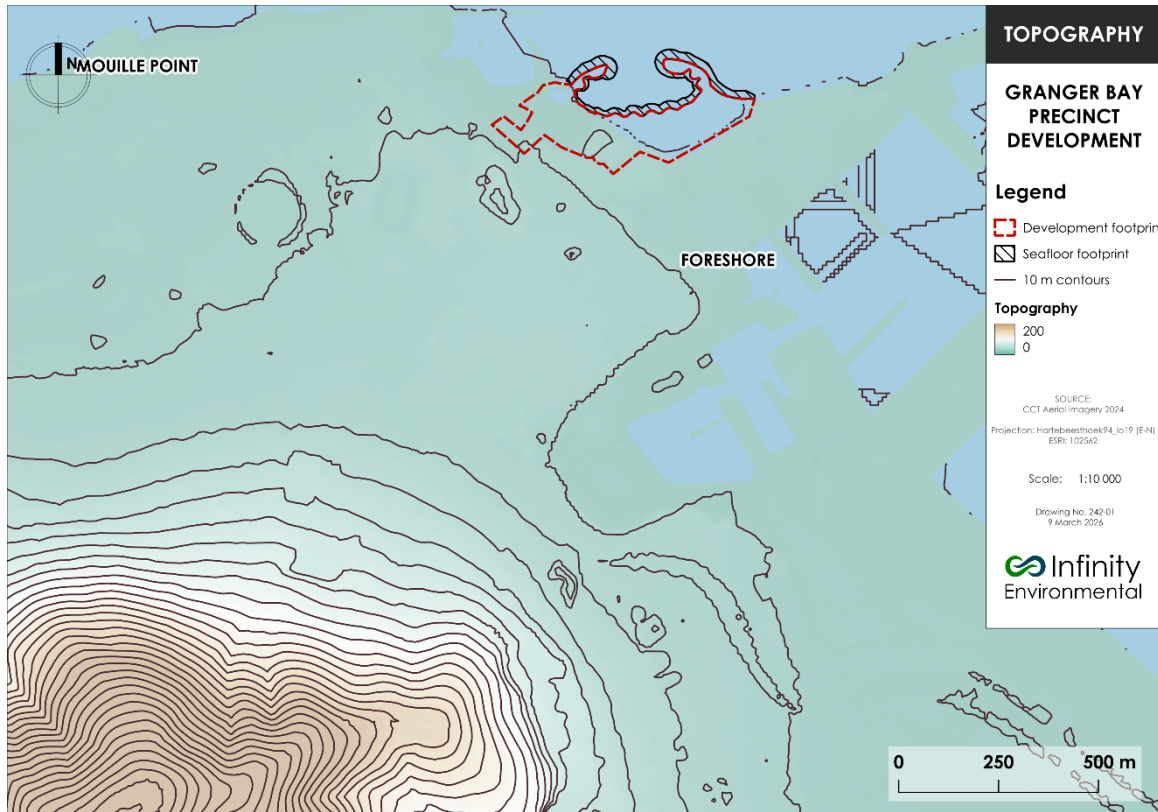 N
MOUILLE POINT
FORESHORE
TOPOGRAPHY
GRANGER BAY
PRECINCT
DEVELOPMENT
Legend
Development footprin
Seafloor footprint
10 m contours
Topography
200
0
SOURCE:
CCT Aerial Imagery 2024
Projection: Hartebeesthoek94_lo19 (E-N)
ESRI: 102562
Scale: 1:10 000
Drawing No. 242-01
9 March 2026
Infinity
Environmental
0 250 500 m